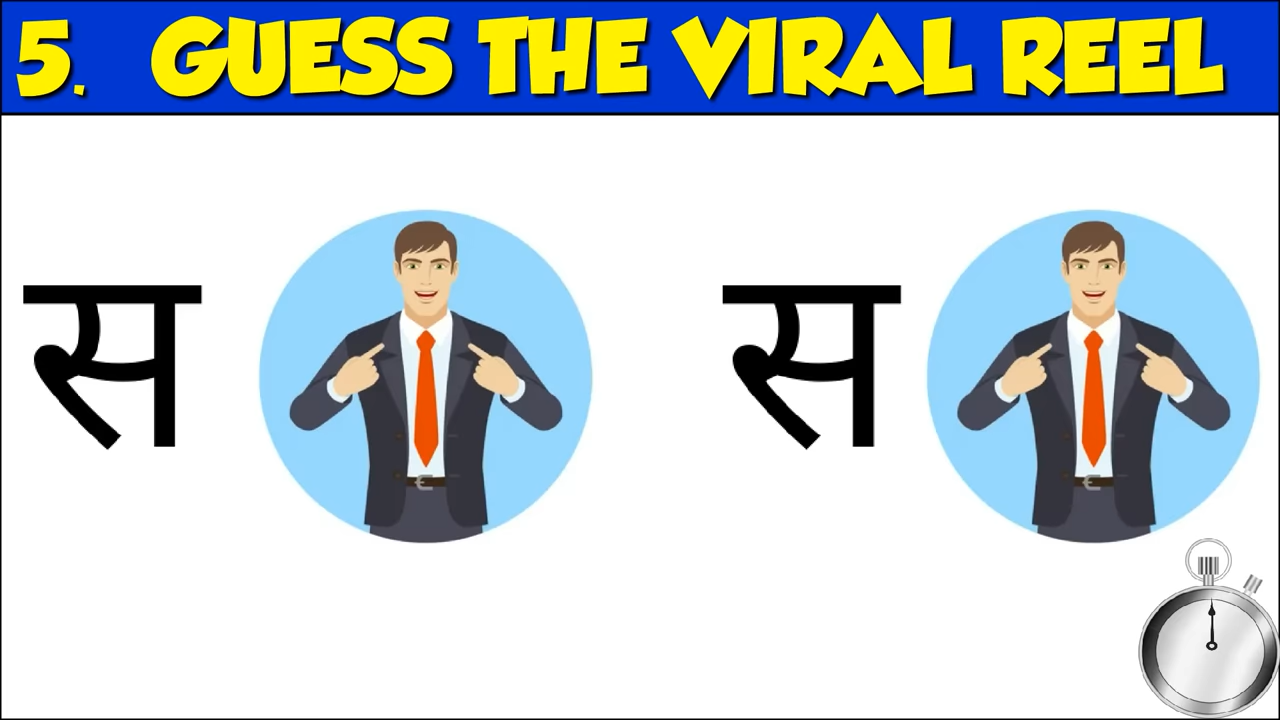 5. GUESS THE VIRAL REEL
स स